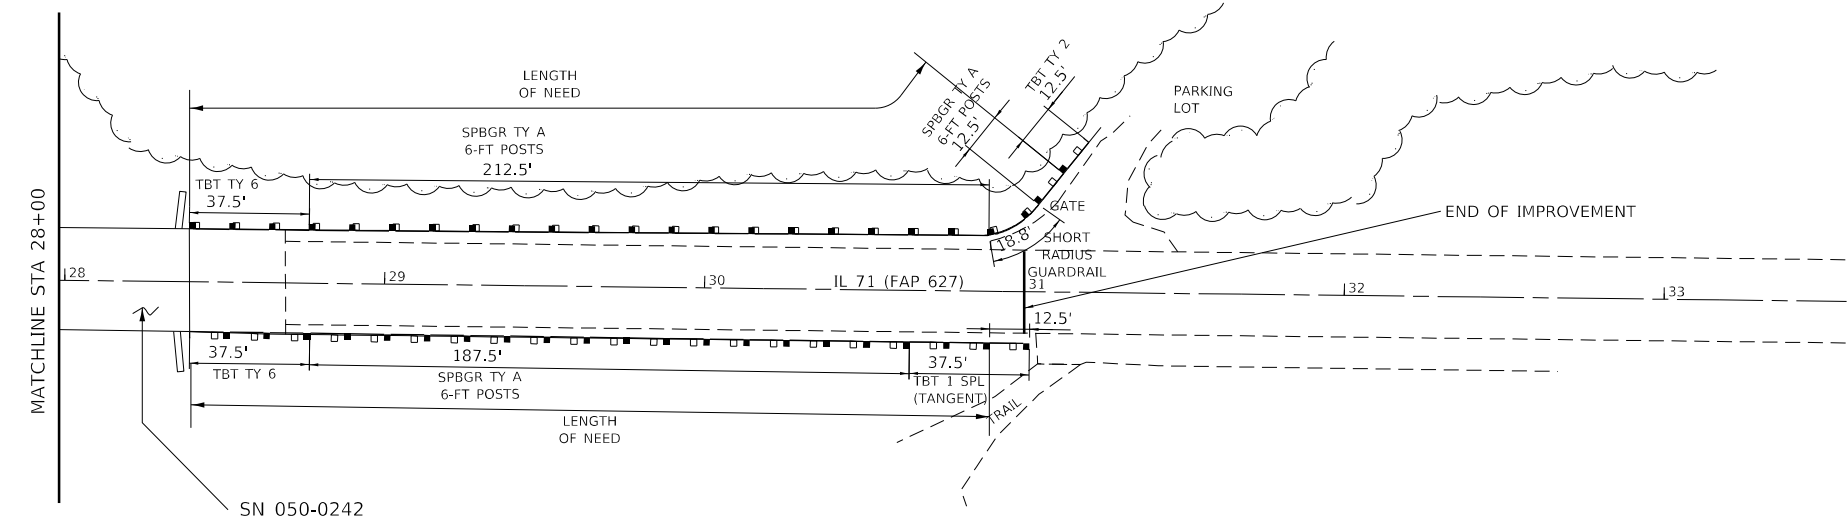 LENGTH
OF NEED
SPBGR TY A
6-FT POSTS
212.5'
TBT TY 6
37.5'
SPBGR TY A
6-FT POSTS
12.5'
TBT TY 2
12.5'
PARKING
LOT
GATE
END OF IMPROVEMENT
18.8'
SHORT
RADIUS
GUARDRAIL
MATCHLINE STA 28+00
28
29
30
IL 71 (FAP 627)
31
32
33
12.5'
37.5'
TBT TY 6
187.5'
SPBGR TY A
6-FT POSTS
37.5'
TBT 1 SPL
(TANGENT)
TRAIL
LENGTH
OF NEED
SN 050-0242